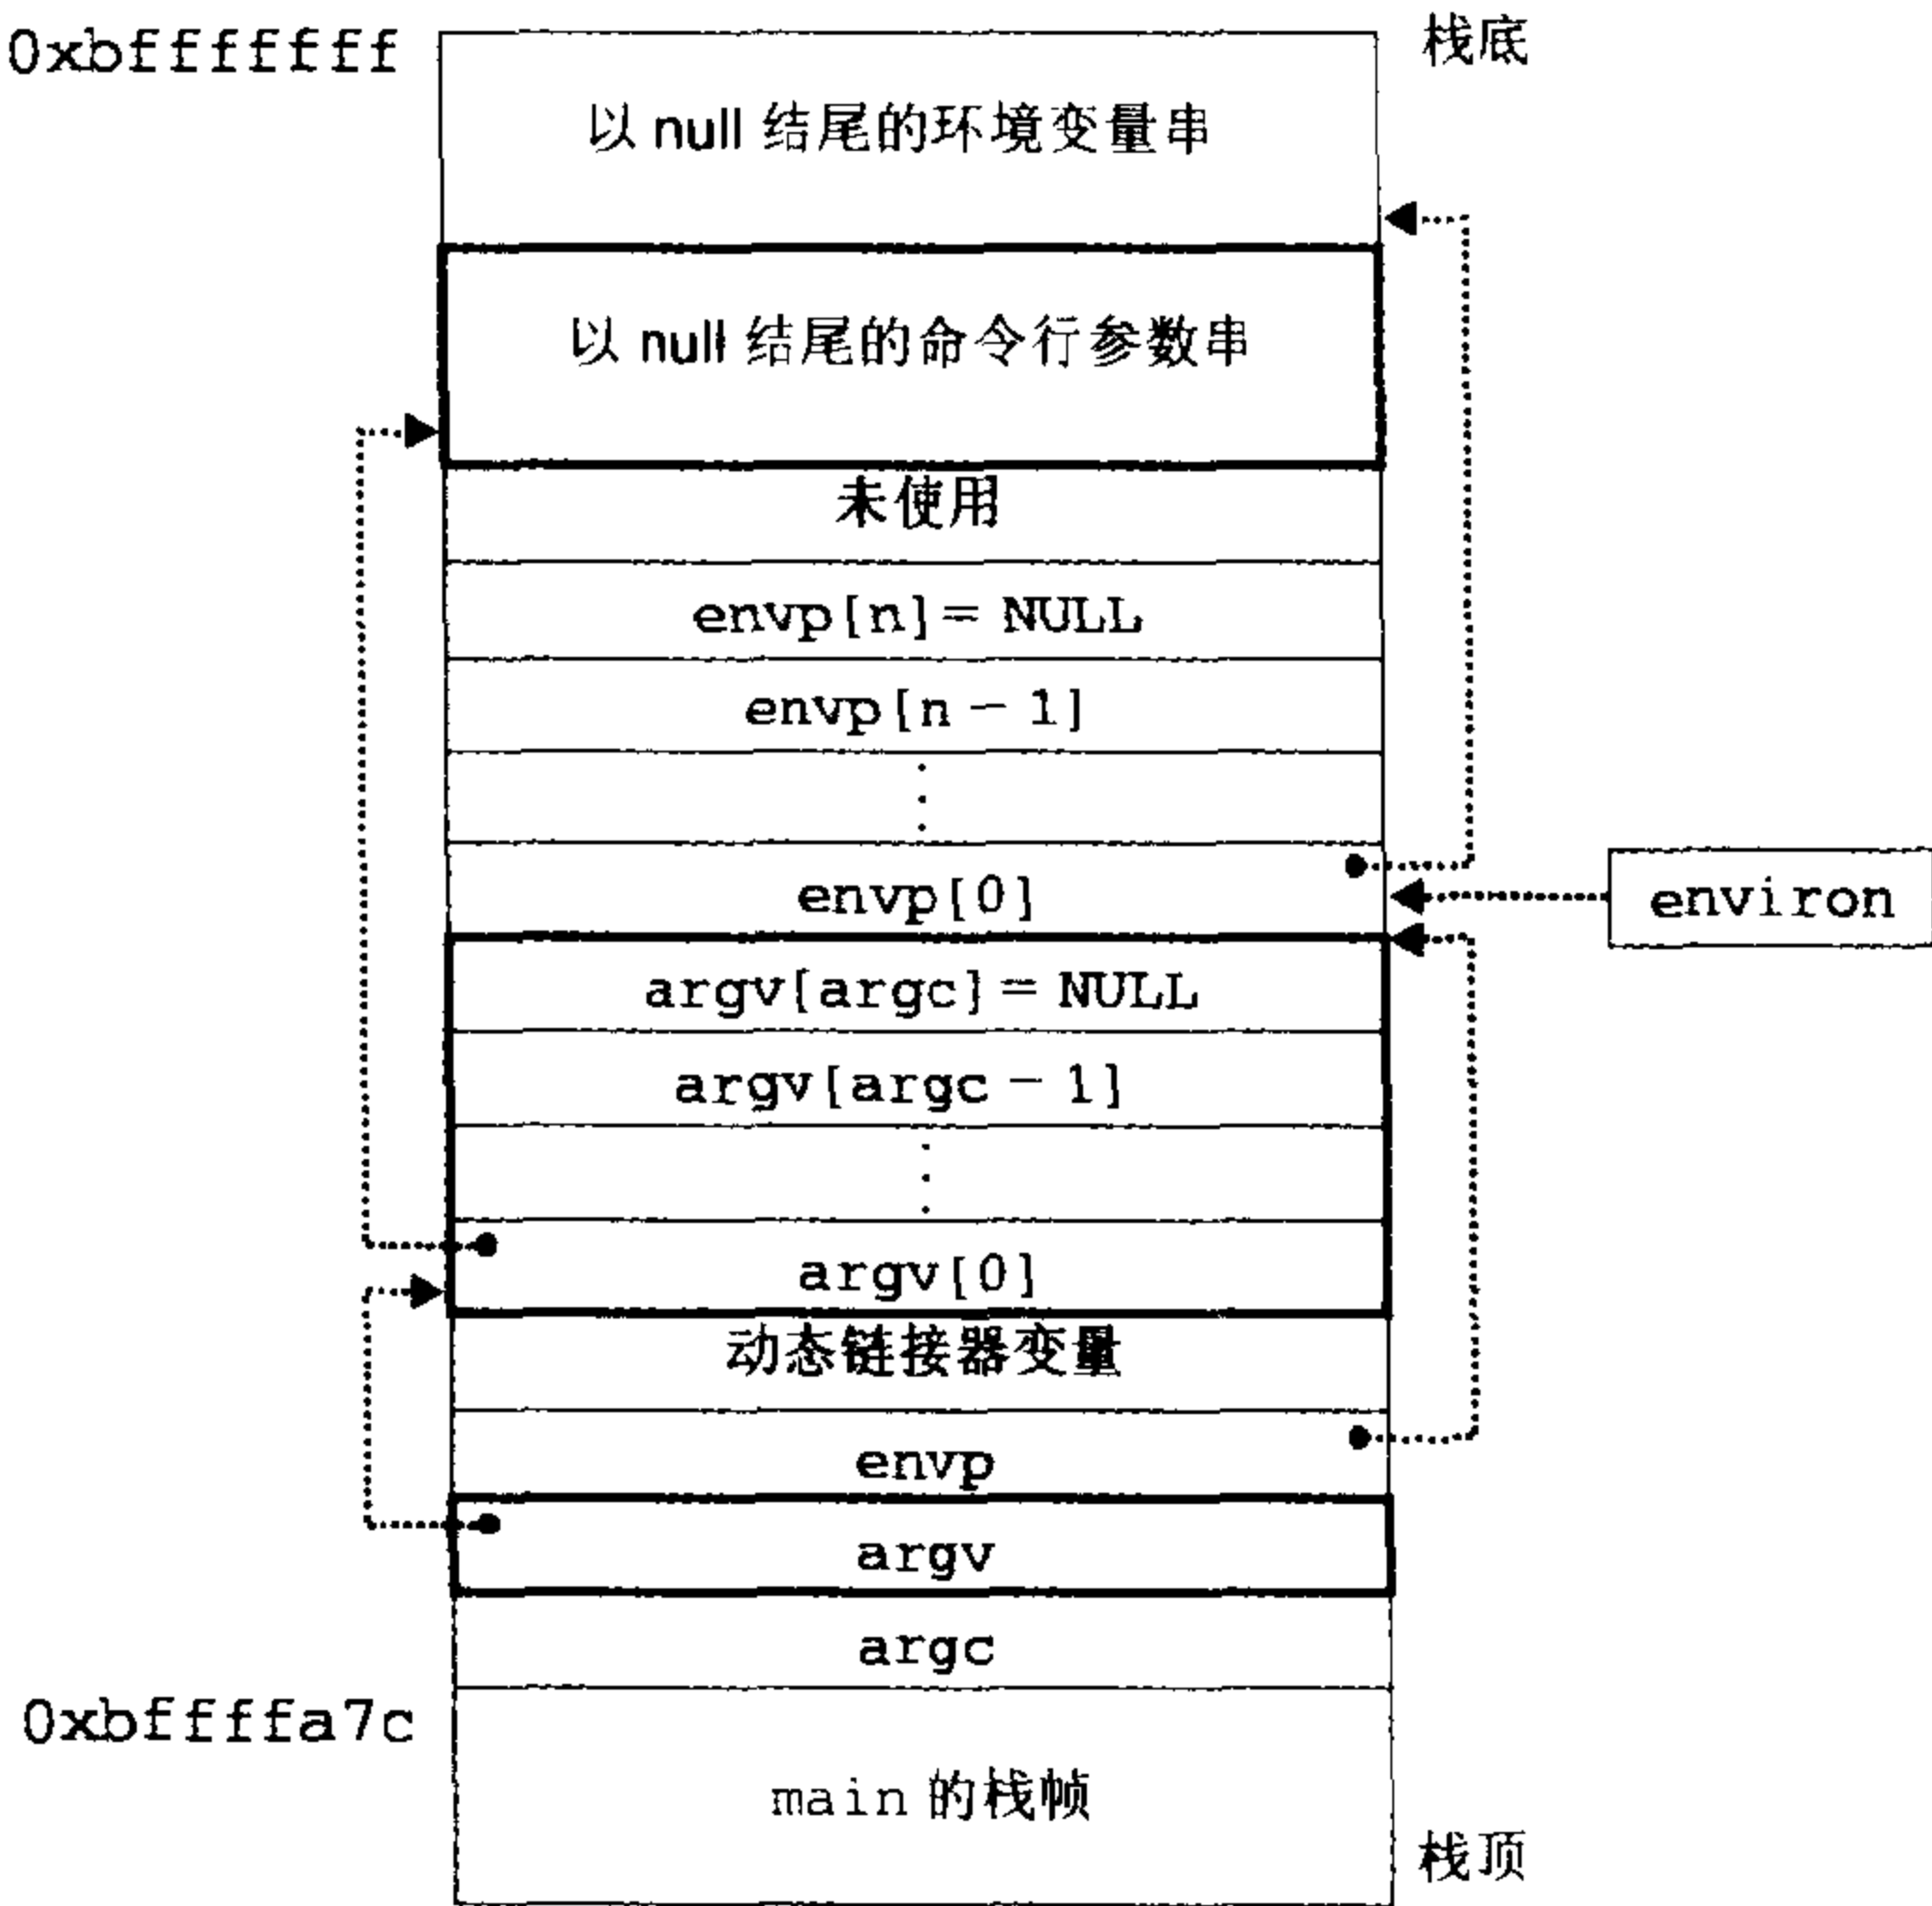 0xbfffffff
栈底
以 null 结尾的环境变量串
以 null 结尾的命令行参数串
未使用
envp[n]= NULL
envp[n-1]
⋮
envp[0]
environ
argv[argc]= NULL
argv[argc-1]
⋮
argv[0]
动态链接器变量
envp
argv
argc
0xbffffa7c
main 的栈帧
栈顶